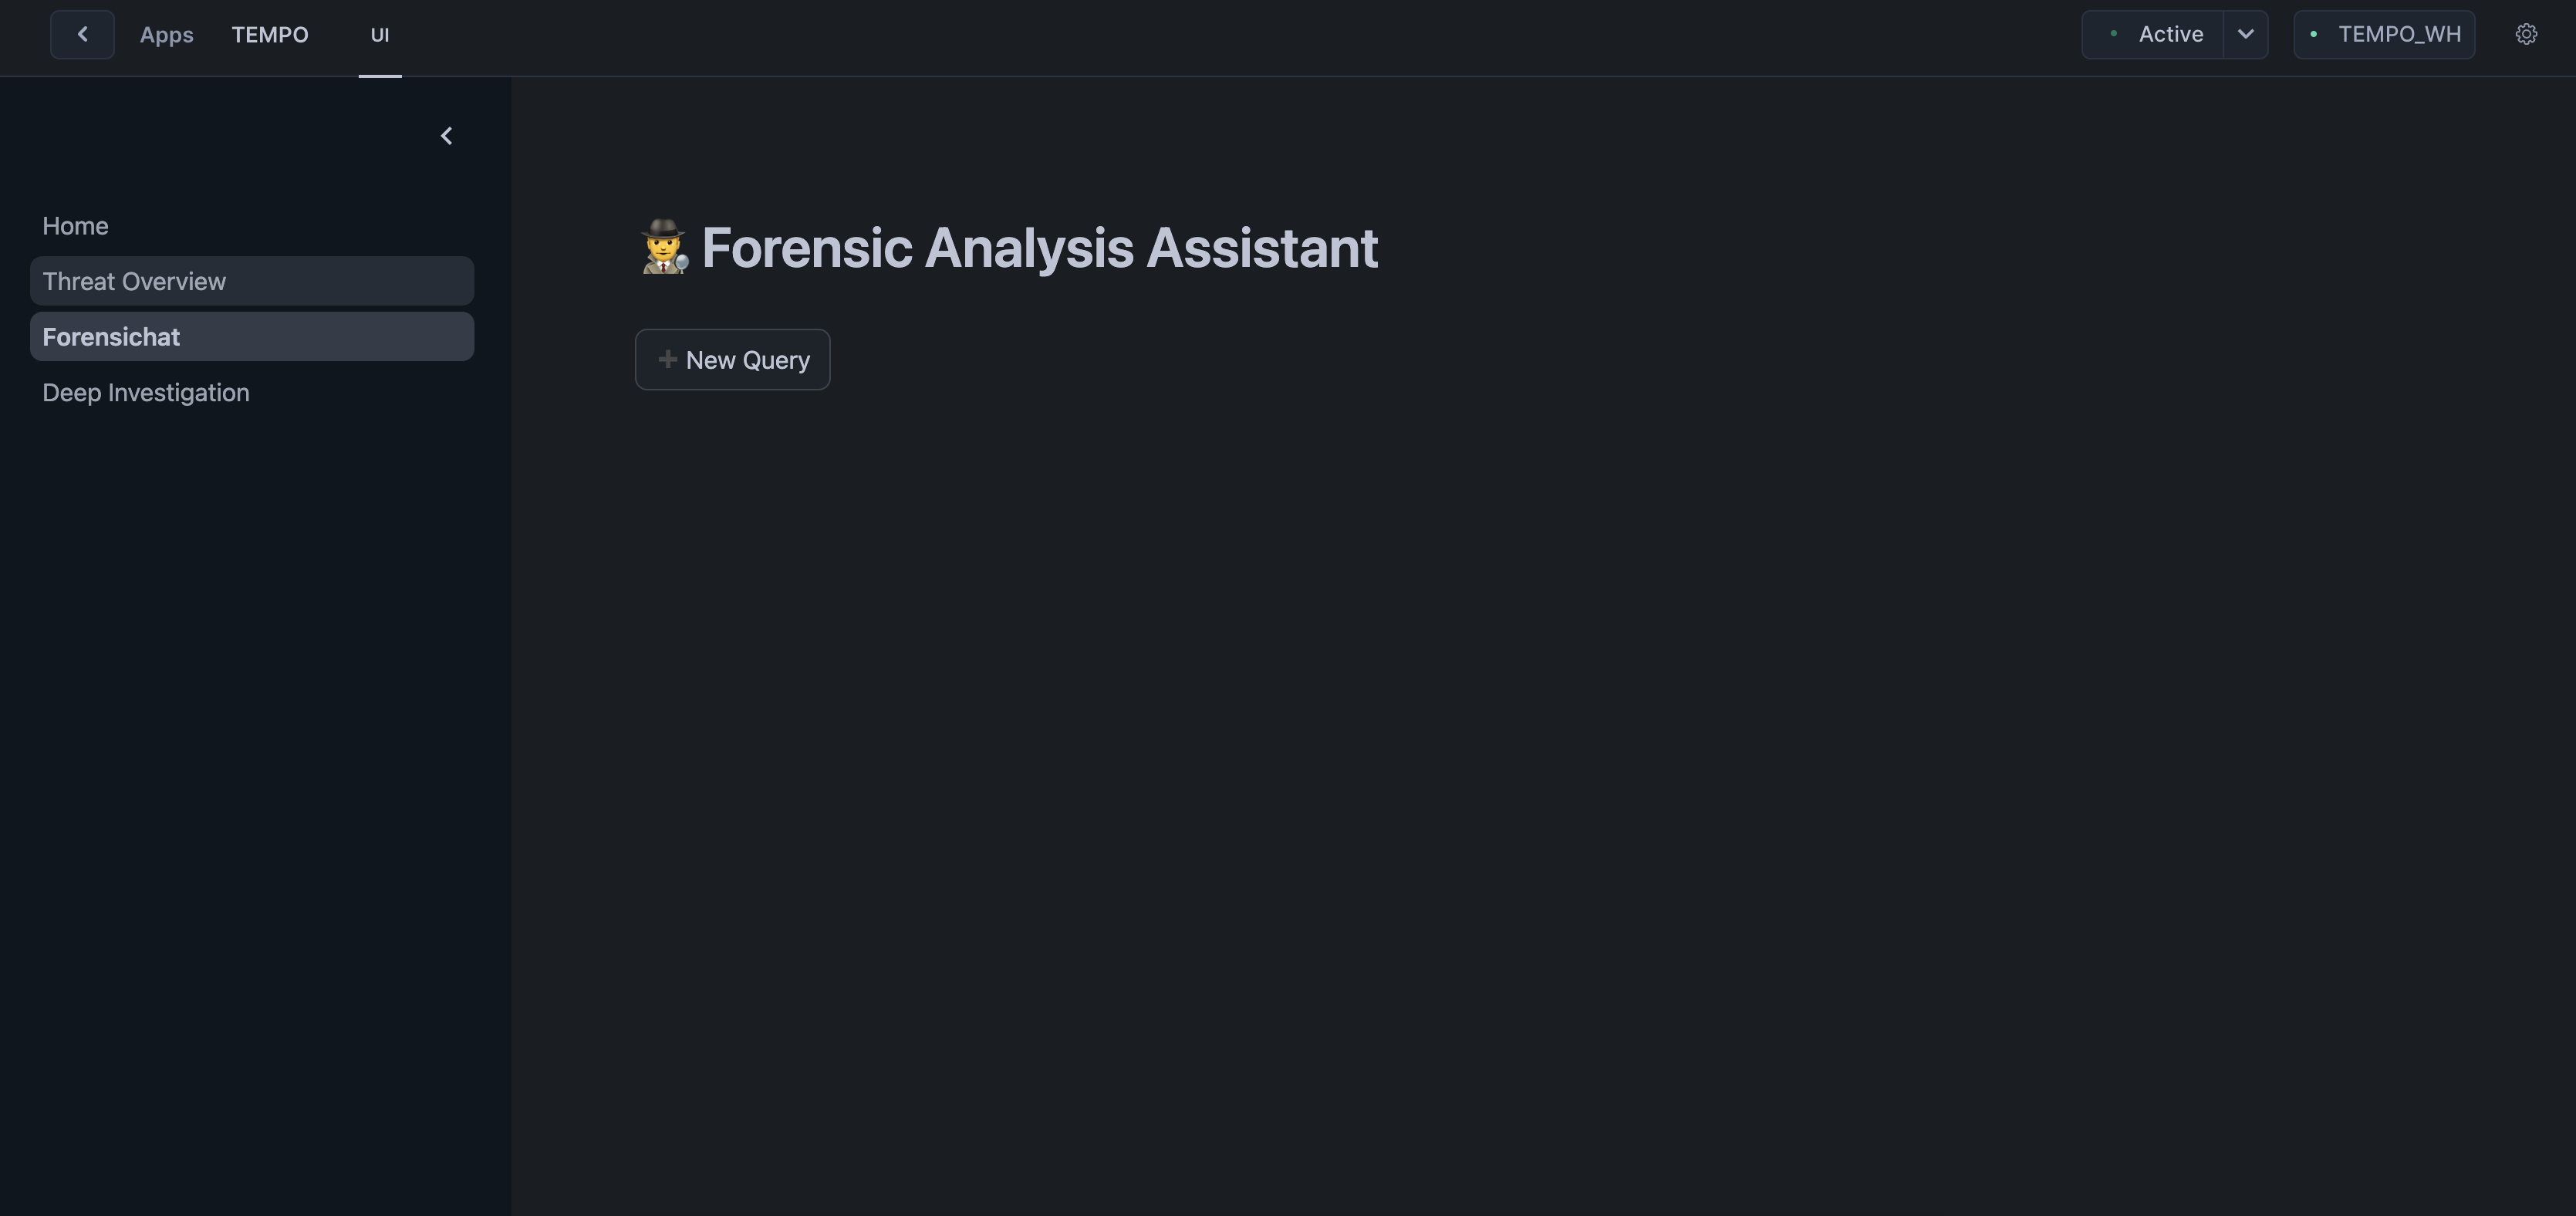 Apps TEMPO UI Active TEMPO_WH
Home
Threat Overview
Forensichat
Deep Investigation
Forensic Analysis Assistant
New Query